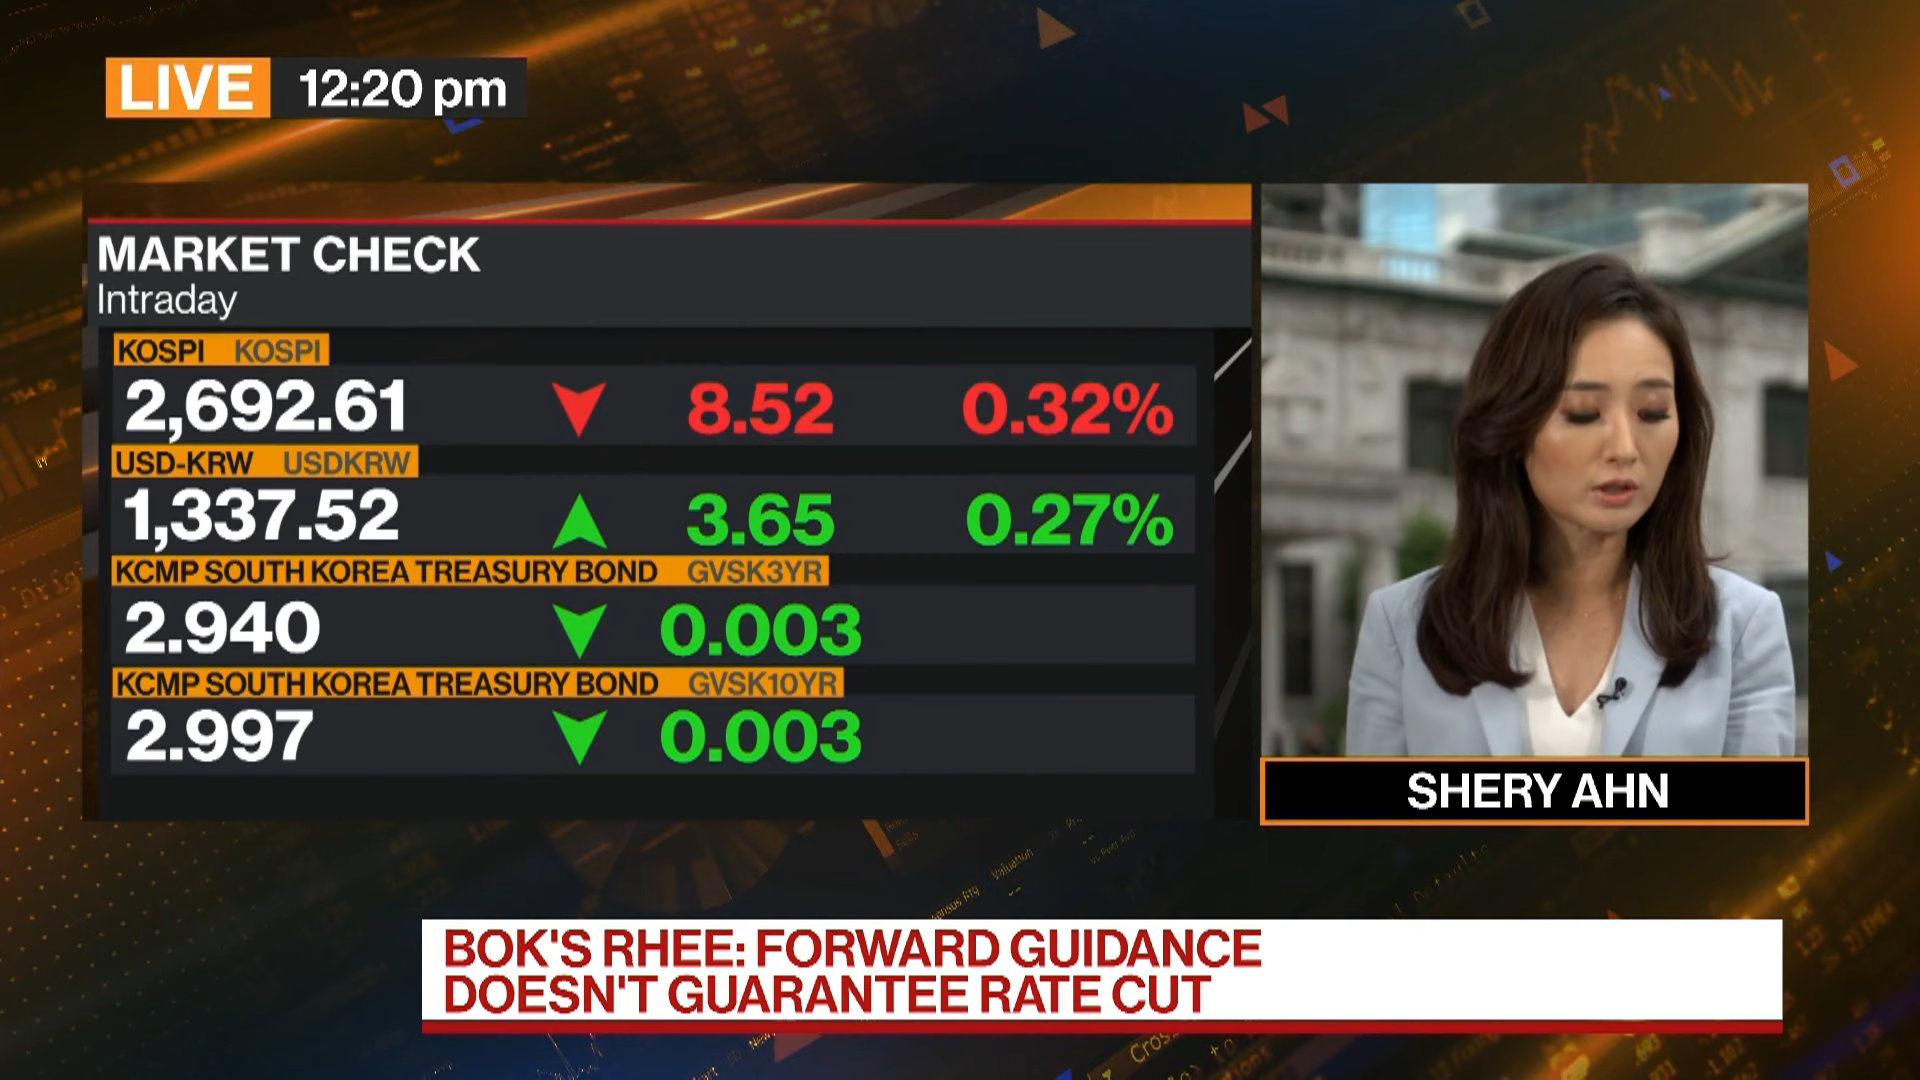 LIVE 12:20 pm
MARKET CHECK
Intraday
KOSPI KOSPI
2,692.61 8.52 0.32%
USD-KRW USDKRW
1,337.52 3.65 0.27%
KCMP SOUTH KOREA TREASURY BOND GVSK3YR
2.940 0.003
KCMP SOUTH KOREA TREASURY BOND GVSK10YR
2.997 0.003
SHERY AHN
Valuation
BOK'S RHEE: FORWARD GUIDANCE
DOESN'T GUARANTEE RATE CUT